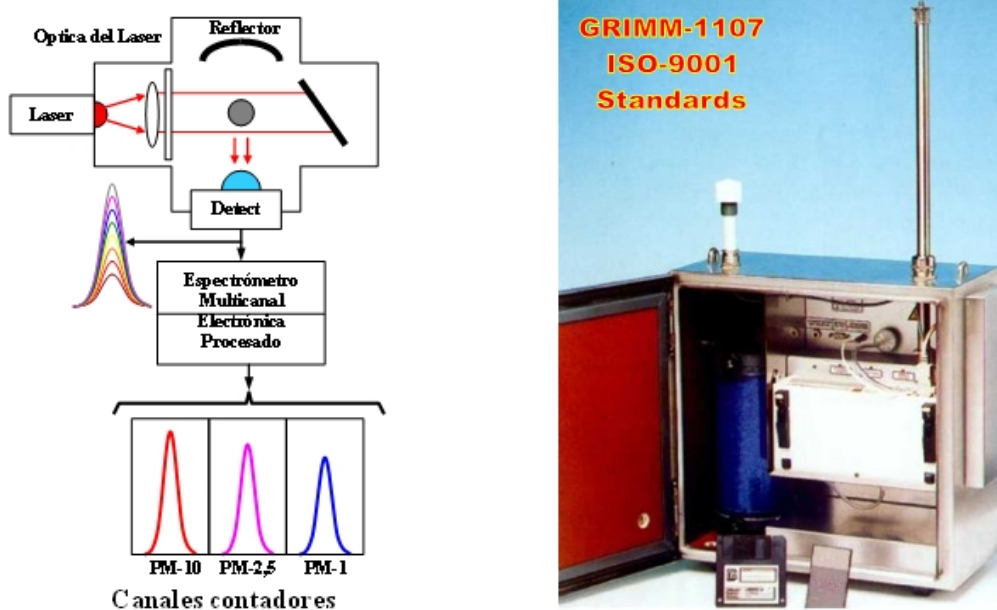 Optica del Laser
Reflector
Laser
Detect
Espectrómetro
Multicanal
Electrónica
Procesado
PM-10 PM-2,5 PM-1
Canales contadores
GRIMM-1107
ISO-9001
Standards